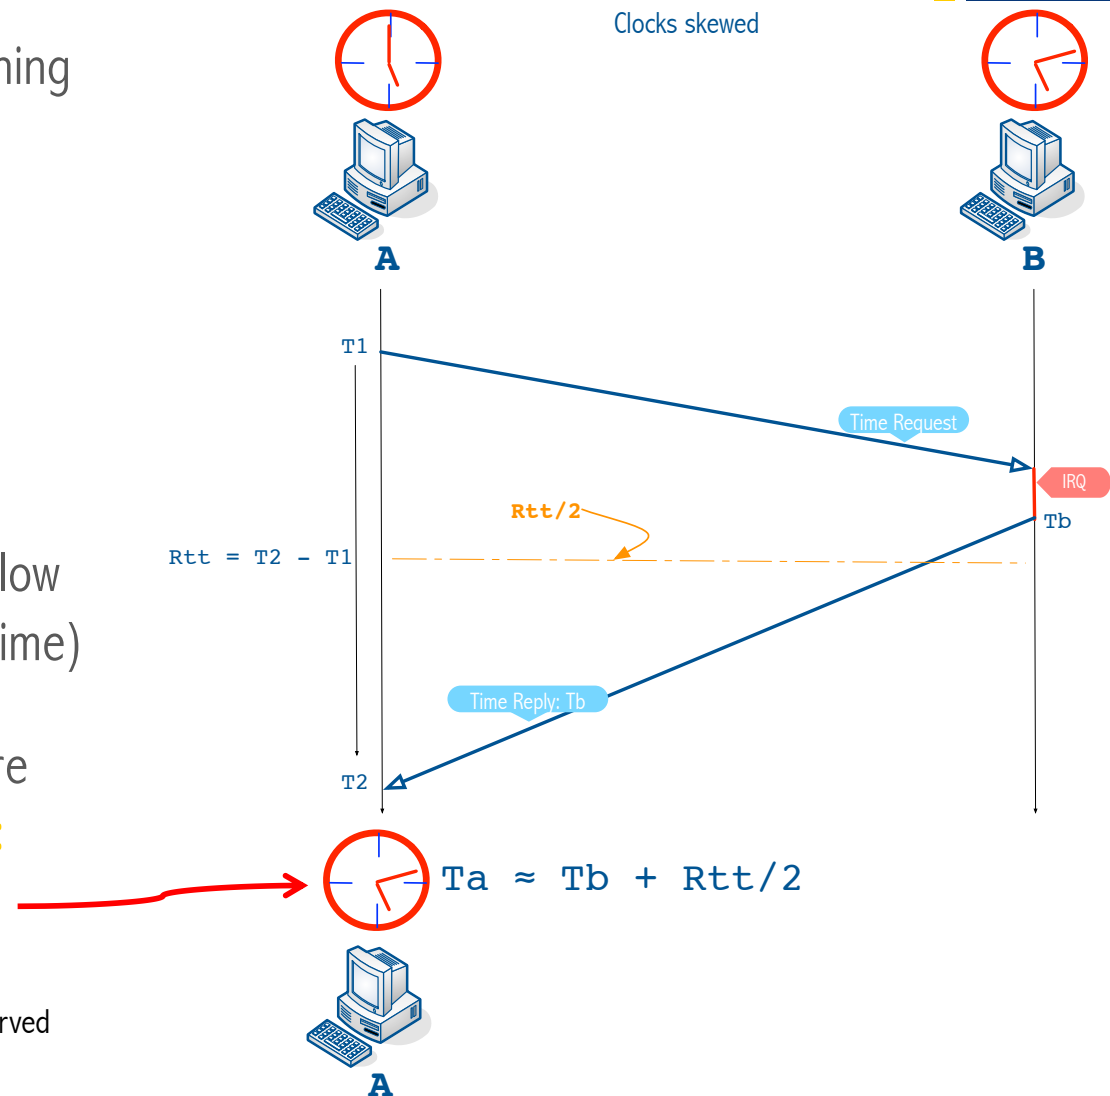 Clocks skewed
ning
A
B
T1
Time Request
IRQ
Rtt/2
Tb
Rtt = T2 - T1
low
ime)
Time Reply: Tb
re
T2
:
Ta ≈ Tb + Rtt/2
rved
A